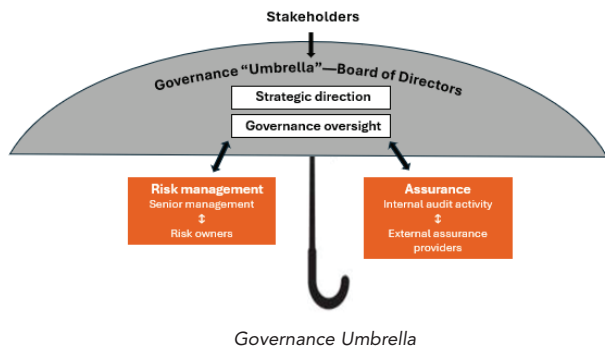 Stakeholders
Governance “Umbrella”—Board of Directors
Strategic direction
Governance oversight
Risk management
Senior management
↕
Risk owners
Assurance
Internal audit activity
↕
External assurance
providers
Governance Umbrella